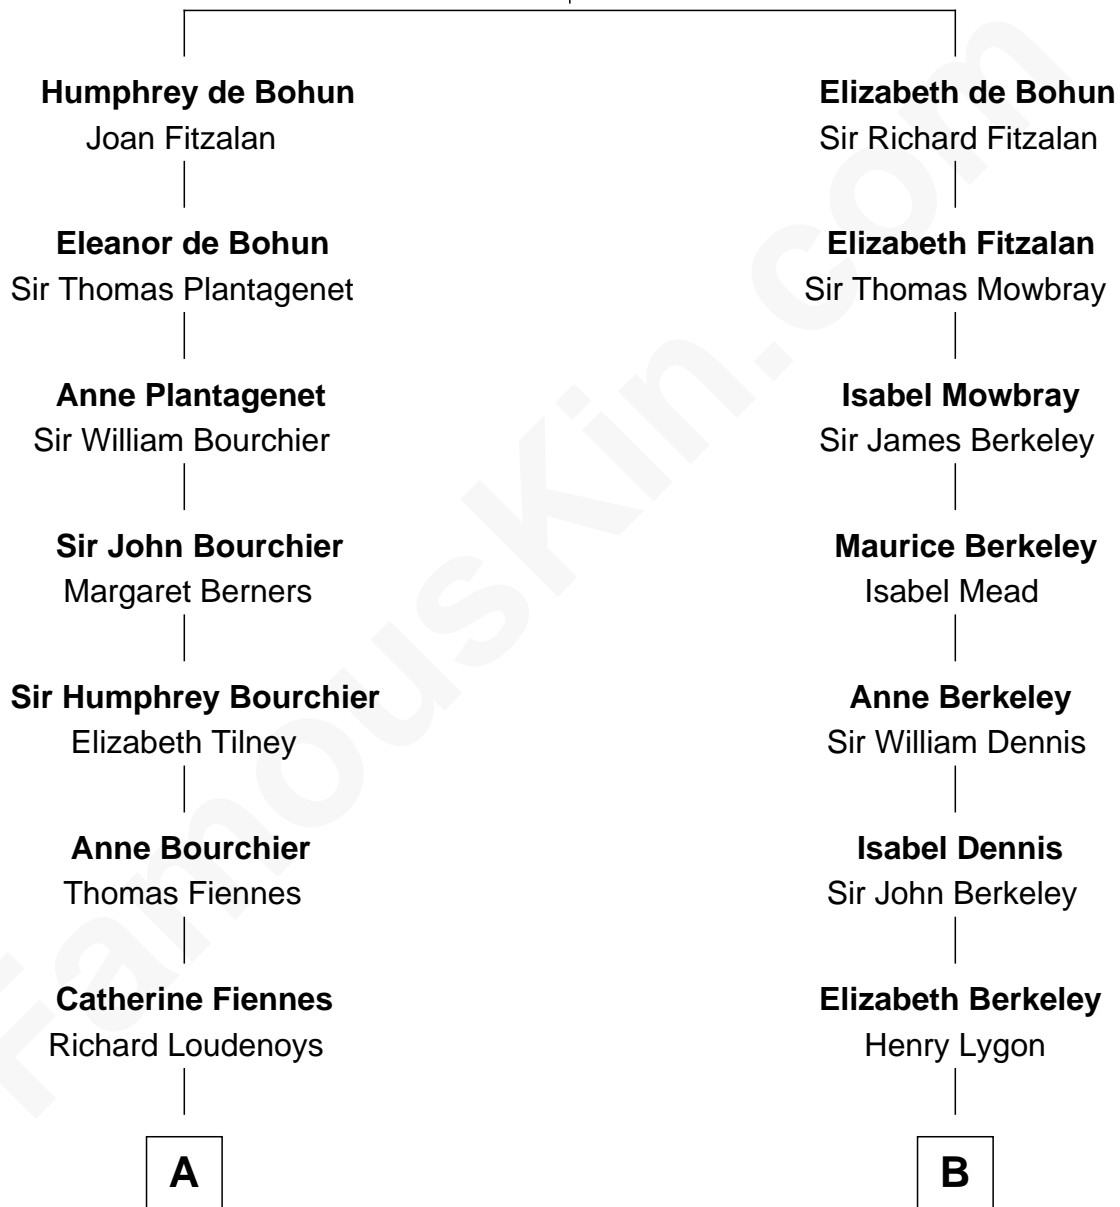 Humphrey de Bohun
Joan Fitzalan
Eleanor de Bohun
Sir Thomas Plantagenet
Anne Plantagenet
Sir William Bourchier
Sir John Bourchier
Margaret Berners
Sir Humphrey Bourchier
Elizabeth Tilney
Anne Bourchier
Thomas Fiennes
Catherine Fiennes
Richard Loudenoys
A
Elizabeth de Bohun
Sir Richard Fitzalan
Elizabeth Fitzalan
Sir Thomas Mowbray
Isabel Mowbray
Sir James Berkeley
Maurice Berkeley
Isabel Mead
Anne Berkeley
Sir William Dennis
Isabel Dennis
Sir John Berkeley
Elizabeth Berkeley
Henry Lygon
B
FamousKin.com